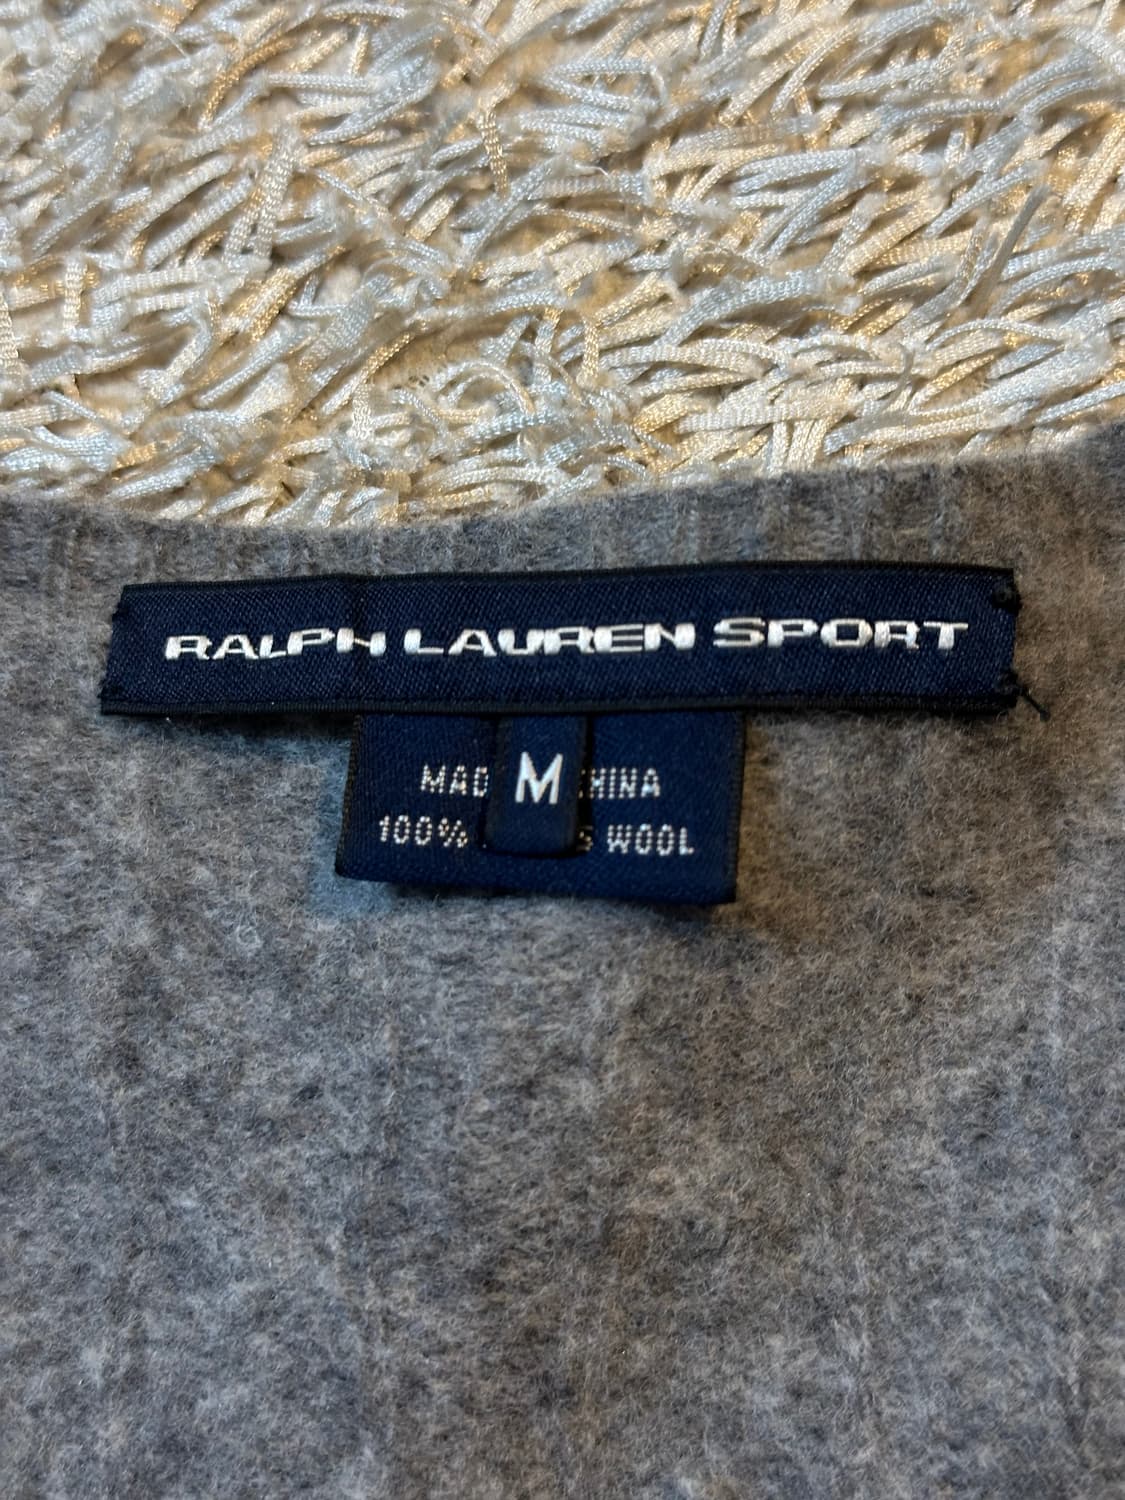 RALPH LAUREN SPORT
M
MAD HINA
100% S WOOL